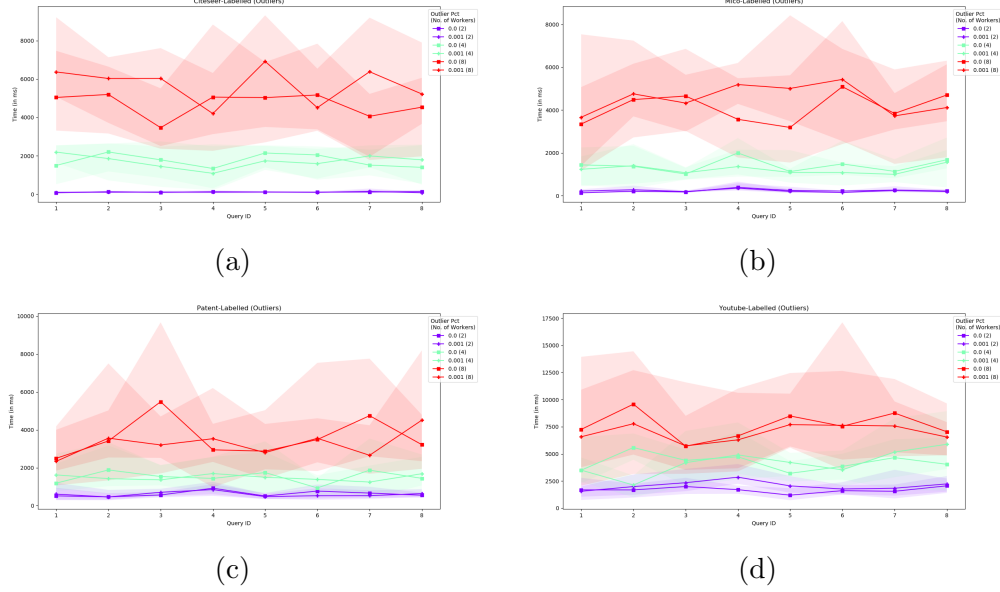 Citeseer-Labelled (Outliers)
Time (in ms)
8000
6000
4000
2000
0
1 2 3 4 5 6 7 8
Query ID
Outlier Pct
(No. of Workers)
0.0 (2)
0.001 (2)
0.0 (4)
0.001 (4)
0.0 (8)
0.001 (8)
(a)
Mico-Labelled (Outliers)
Time (in ms)
8000
6000
4000
2000
0
1 2 3 4 5 6 7 8
Query ID
Outlier Pct
(No. of Workers)
0.0 (2)
0.001 (2)
0.0 (4)
0.001 (4)
0.0 (8)
0.001 (8)
(b)
Patent-Labelled (Outliers)
Time (in ms)
10000
8000
6000
4000
2000
0
1 2 3 4 5 6 7 8
Query ID
Outlier Pct
(No. of Workers)
0.0 (2)
0.001 (2)
0.0 (4)
0.001 (4)
0.0 (8)
0.001 (8)
(c)
Youtube-Labelled (Outliers)
Time (in ms)
17500
15000
12500
10000
7500
5000
2500
0
1 2 3 4 5 6 7 8
Query ID
Outlier Pct
(No. of Workers)
0.0 (2)
0.001 (2)
0.0 (4)
0.001 (4)
0.0 (8)
0.001 (8)
(d)